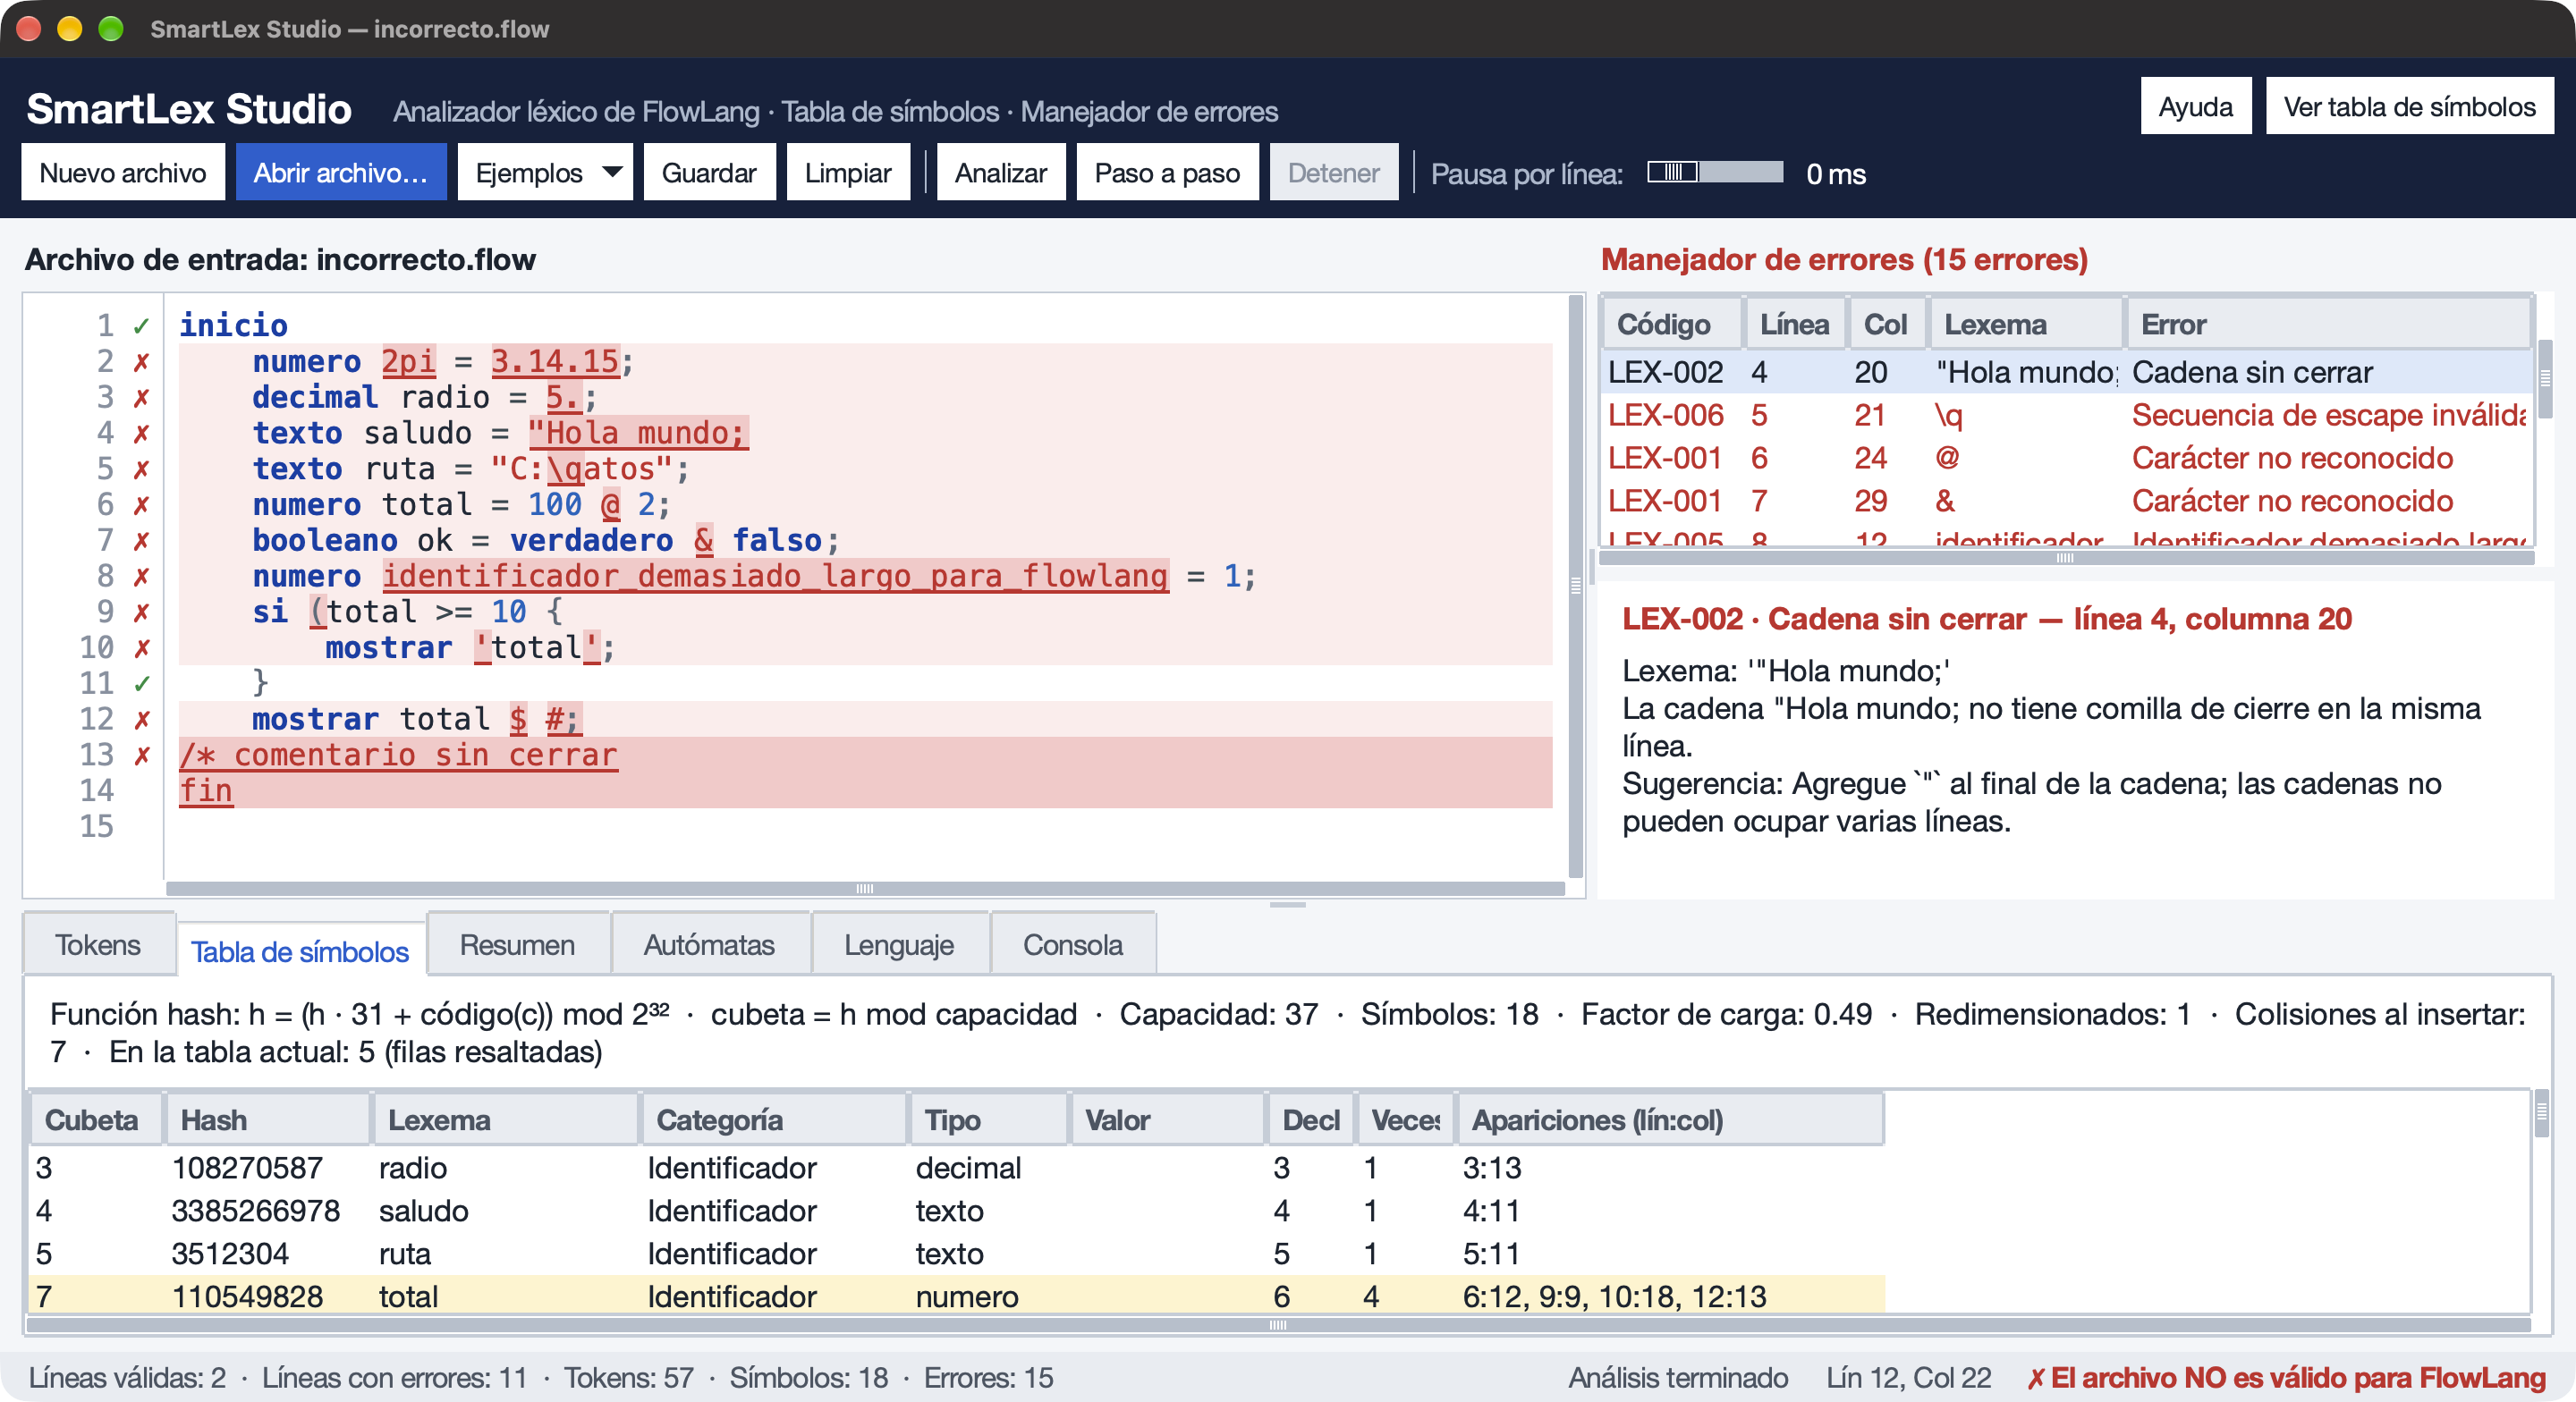 SmartLex Studio — incorrecto.flow
SmartLex Studio Analizador léxico de FlowLang · Tabla de símbolos · Manejador de errores Ayuda Ver tabla de símbolos
Nuevo archivo Abrir archivo... Ejemplos Guardar Limpiar Analizar Paso a paso Detener Pausa por línea: 0 ms
Archivo de entrada: incorrecto.flow
1 ✓ inicio
2 ✗ numero 2pi = 3.14.15;
3 ✗ decimal radio = 5.;
4 ✗ texto saludo = "Hola mundo;
5 ✗ texto ruta = "C:\qatos";
6 ✗ numero total = 100 @ 2;
7 ✗ booleano ok = verdadero & falso;
8 ✗ numero identificador_demasiado_largo_para_flowlang = 1;
9 ✗ si (total >= 10 {
10 ✗ mostrar 'total';
11 ✓ }
12 ✗ mostrar total $ #;
13 ✗ /* comentario sin cerrar
14 fin
15
Manejador de errores (15 errores)
Código Línea Col Lexema Error
LEX-002 4 20 "Hola mundo; Cadena sin cerrar
LEX-006 5 21 \q Secuencia de escape inválida
LEX-001 6 24 @ Carácter no reconocido
LEX-001 7 29 & Carácter no reconocido
LEX-005 8 12 identificador Identificador demasiado largo
LEX-002 · Cadena sin cerrar — línea 4, columna 20
Lexema: '"Hola mundo;'
La cadena "Hola mundo; no tiene comilla de cierre en la misma
línea.
Sugerencia: Agregue `"` al final de la cadena; las cadenas no
pueden ocupar varias líneas.
Tokens Tabla de símbolos Resumen Autómatas Lenguaje Consola
Función hash: h = (h · 31 + código(c)) mod 2³² · cubeta = h mod capacidad · Capacidad: 37 · Símbolos: 18 · Factor de carga: 0.49 · Redimensionados: 1 · Colisiones al insertar:
7 · En la tabla actual: 5 (filas resaltadas)
Cubeta Hash Lexema Categoría Tipo Valor Decl Veces Apariciones (lín:col)
3 108270587 radio Identificador decimal 3 1 3:13
4 3385266978 saludo Identificador texto 4 1 4:11
5 3512304 ruta Identificador texto 5 1 5:11
7 110549828 total Identificador numero 6 4 6:12, 9:9, 10:18, 12:13
Líneas válidas: 2 · Líneas con errores: 11 · Tokens: 57 · Símbolos: 18 · Errores: 15 Análisis terminado Lín 12, Col 22 ✗ El archivo NO es válido para FlowLang